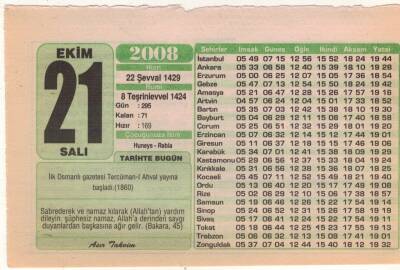 EKİM
21
SALI
2008
Hicri
22 Şevval 1429
Rumi
8 Teşrinievvel 1424
Gün : 295
Kalan : 71
Hızır : 169
Çocuğunuza İsim
Huneys - Rabia
TARİHTE BUGÜN
İlk Osmanlı gazetesi Tercüman-ı Ahval yayına
başladı.(1860)
Sabrederek ve namaz kılarak (Allah'tan) yardım
dileyin. şüphesiz namaz, Allah'a derinden saygı
duyanlardan başkasına ağır gelir. (Bakara, 45)
Asır Takvim
Şehirler İmsak Güneş Öğle İkindi Akşam Yatsı
İstanbul 05 49 07 15 12 56 15 52 18 24 19 44
Ankara 05 33 06 58 12 40 15 39 18 10 19 28
Erzurum 05 00 06 25 12 07 15 05 17 36 18 54
Gebze 05 47 07 13 12 54 15 50 18 22 19 42
Amasya 05 21 06 47 12 28 15 26 17 57 19 16
Artvin 04 57 06 24 12 04 15 01 17 33 18 52
Bartın 05 35 07 03 12 42 15 38 18 10 19 30
Bayburt 05 04 06 29 12 11 15 08 17 40 18 58
Çorum 05 25 06 51 12 32 15 29 18 01 19 20
Erzincan 05 07 06 32 12 14 15 12 17 44 19 01
Giresun 05 11 06 37 12 18 15 15 17 46 19 06
Karabük 05 34 07 01 12 41 15 38 18 09 19 29
Kastamonu 05 29 06 56 12 36 15 33 18 04 19 24
Kırıkkale 05 31 06 56 12 38 15 36 18 07 19 25
Kocaeli 05 45 07 11 12 52 15 49 18 21 19 40
Ordu 05 13 06 40 12 20 15 17 17 49 19 08
Rize 05 02 06 29 12 10 15 06 17 38 18 57
Samsun 05 19 06 46 12 26 15 22 17 54 19 14
Sinop 05 24 06 52 12 31 15 26 17 58 19 19
Sivas 05 17 06 41 12 24 15 22 17 54 19 11
Tokat 05 18 06 44 12 25 15 23 17 55 19 13
Trabzon 05 06 06 32 12 13 15 09 17 41 19 01
Zonguldak 05 37 07 04 12 44 15 40 18 12 19 32